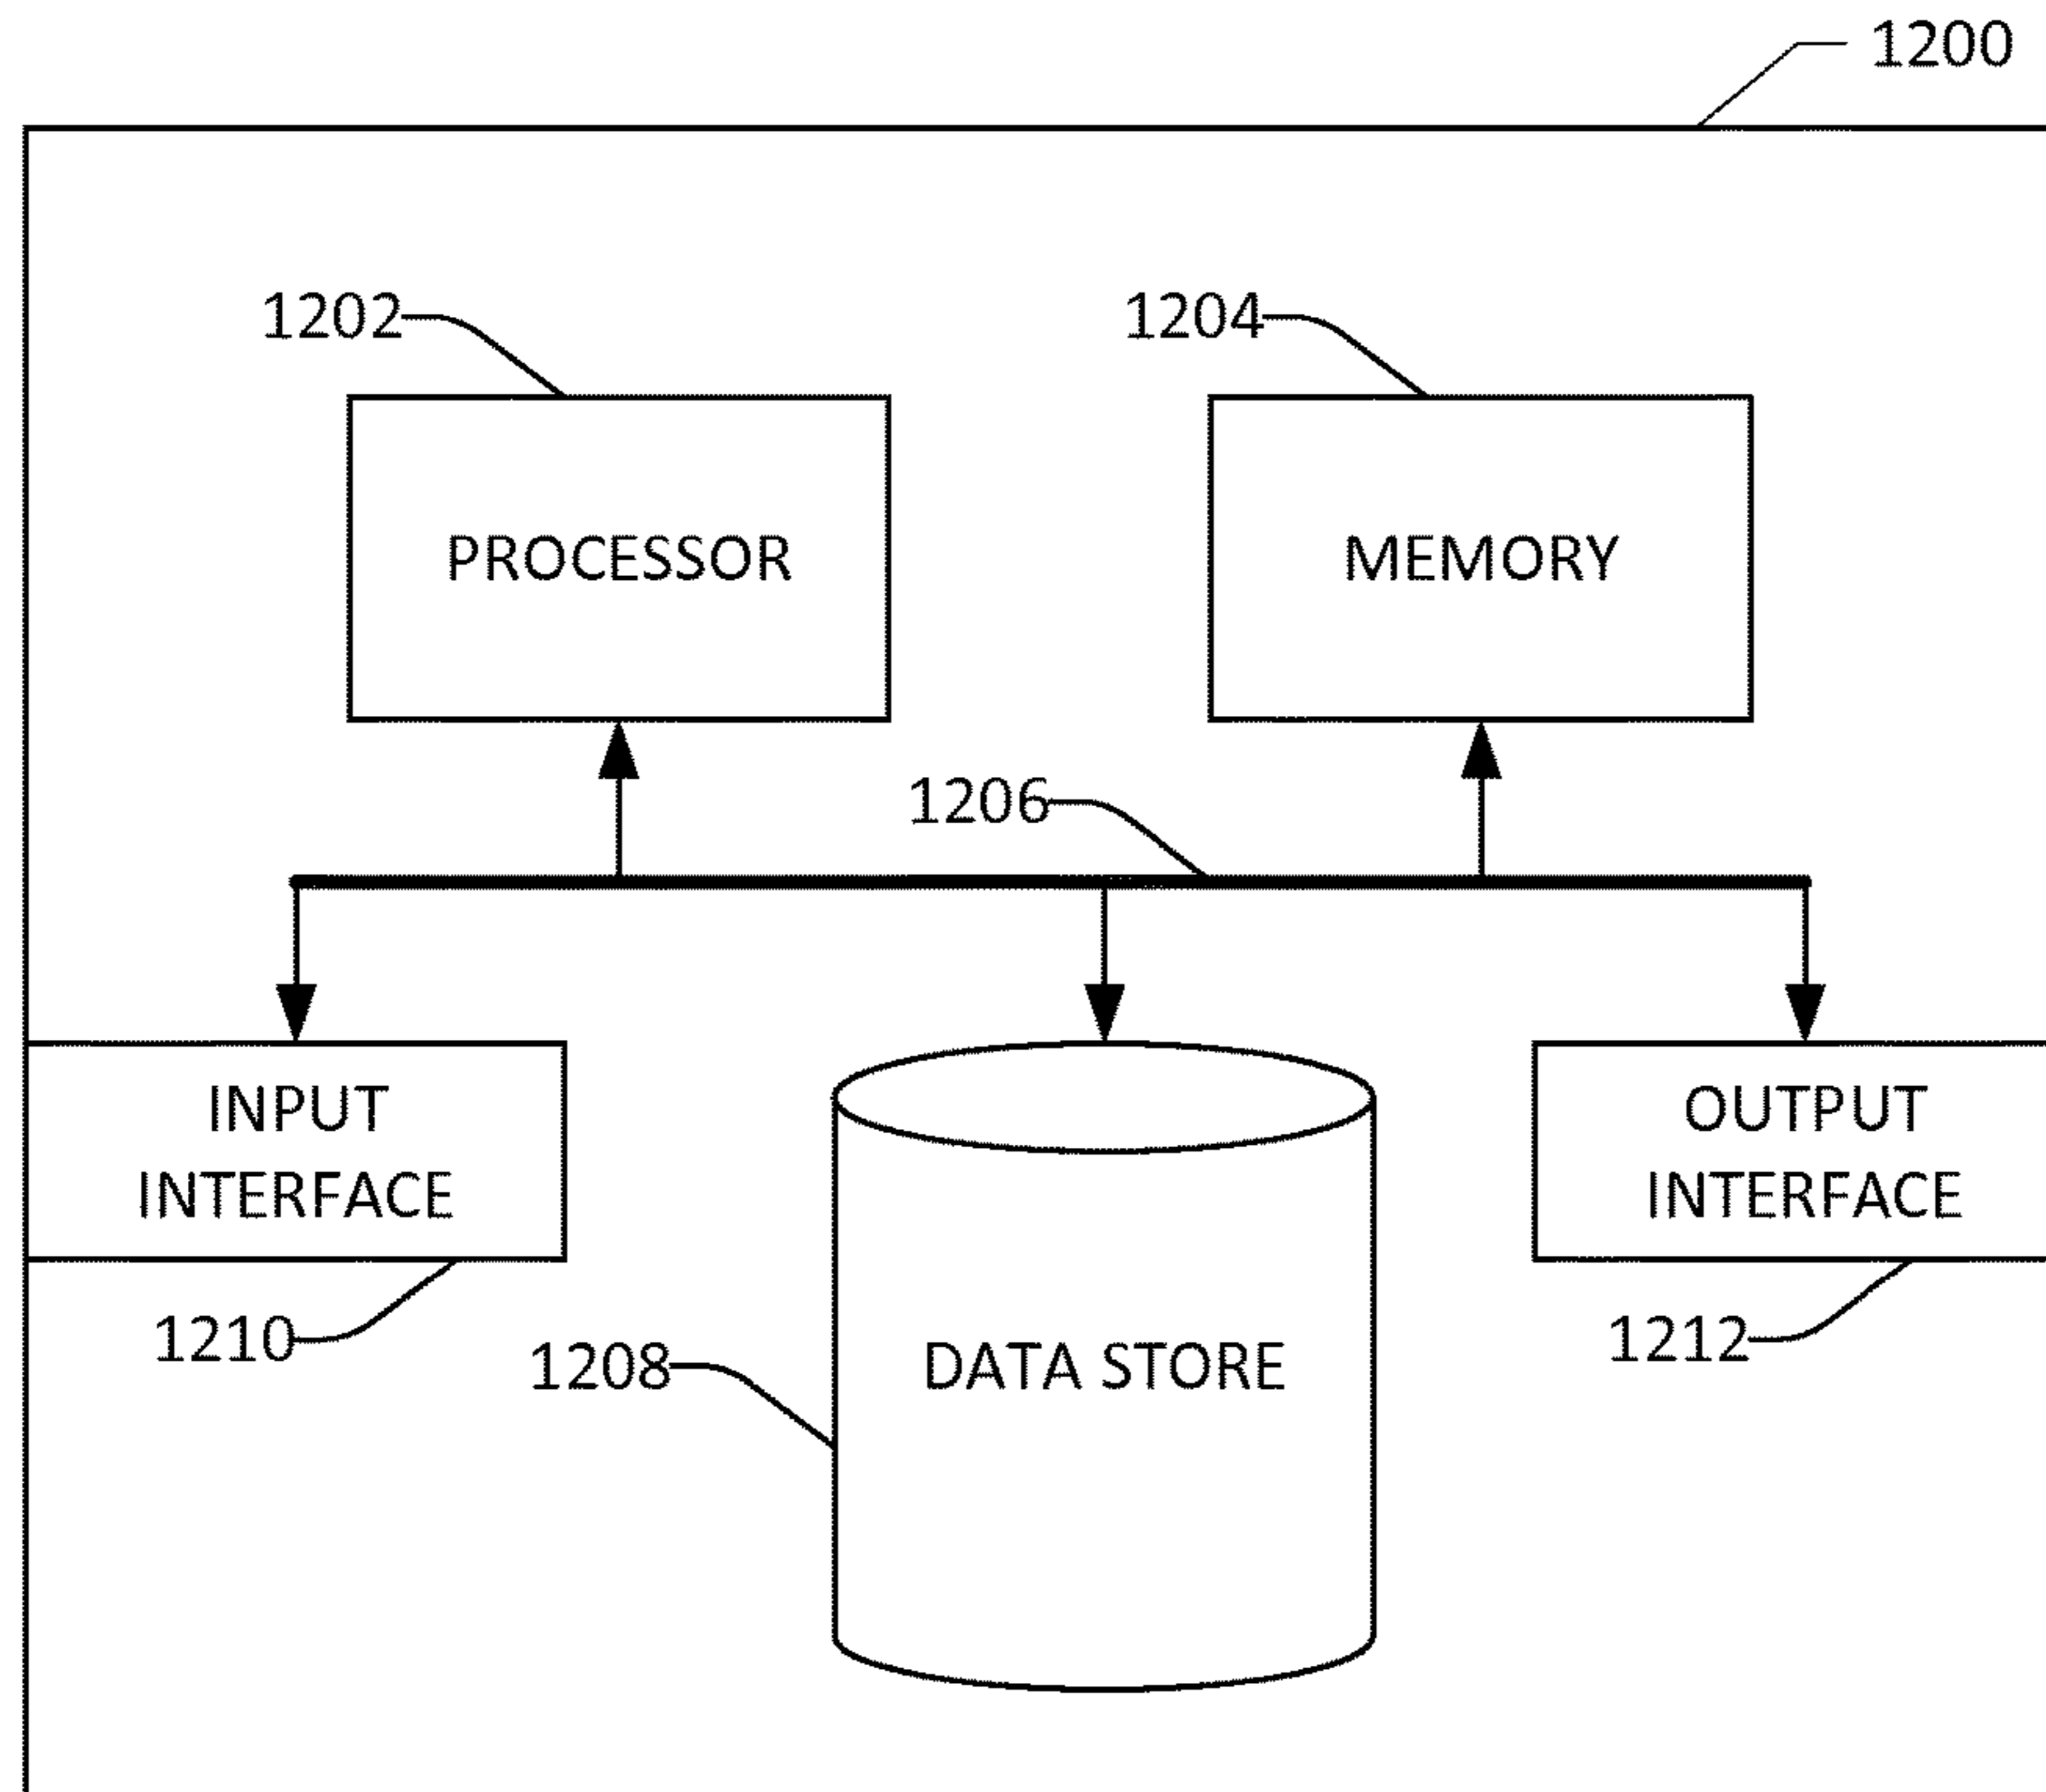 1200
1202
1204
PROCESSOR
MEMORY
1206
INPUT
INTERFACE
OUTPUT
INTERFACE
1210
1208
DATA STORE
1212